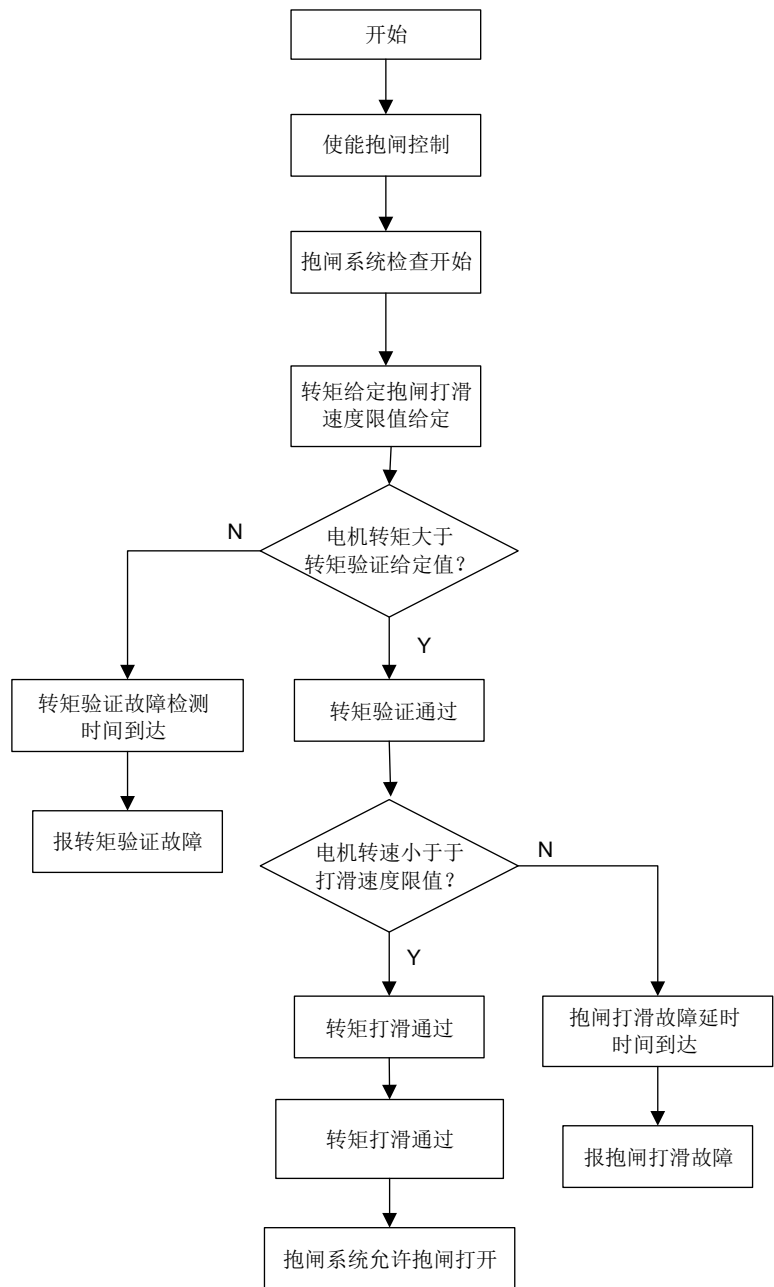 开始
使能抱闸控制
抱闸系统检查开始
转矩给定抱闸打滑
速度限值给定
电机转矩大于
转矩验证给定值？
N
Y
转矩验证故障检测
时间到达
转矩验证通过
报转矩验证故障
电机转速小于于
打滑速度限值？
N
Y
转矩打滑通过
抱闸打滑故障延时
时间到达
转矩打滑通过
报抱闸打滑故障
抱闸系统允许抱闸打开